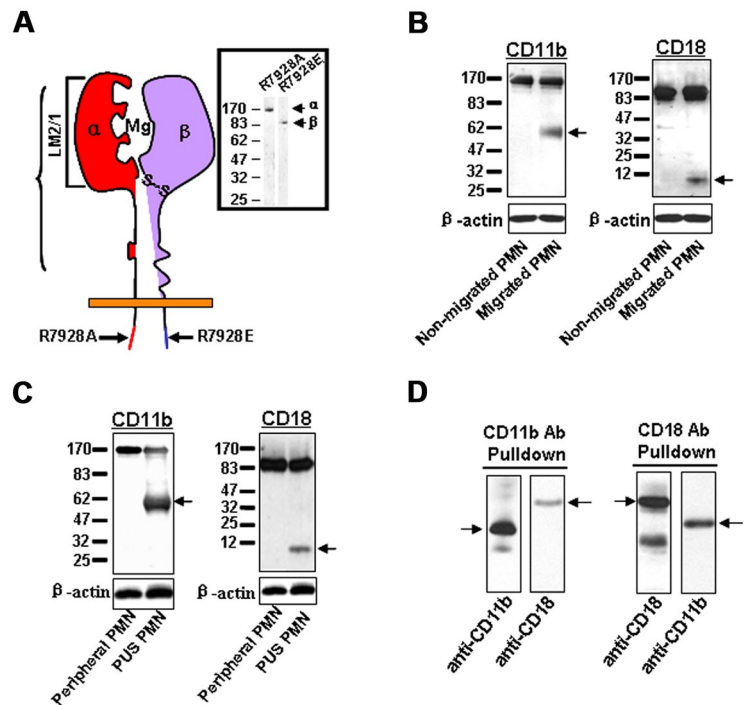 A
LM2/1
α
Mg
β
S-S
R7928A
R7928E
R7928A
R7928E
170
83
62
47
32
25
α
β
B
CD11b
170
83
62
47
32
25
β-actin
Non-migrated PMN
Migrated PMN
CD18
170
83
62
47
32
25
12
Non-migrated PMN
Migrated PMN
C
CD11b
170
83
62
47
32
25
β-actin
Peripheral PMN
PUS PMN
CD18
170
83
62
47
32
25
12
β-actin
Peripheral PMN
PUS PMN
D
CD11b Ab
Pulldown
anti-CD11b
anti-CD18
CD18 Ab
Pulldown
anti-CD18
anti-CD11b